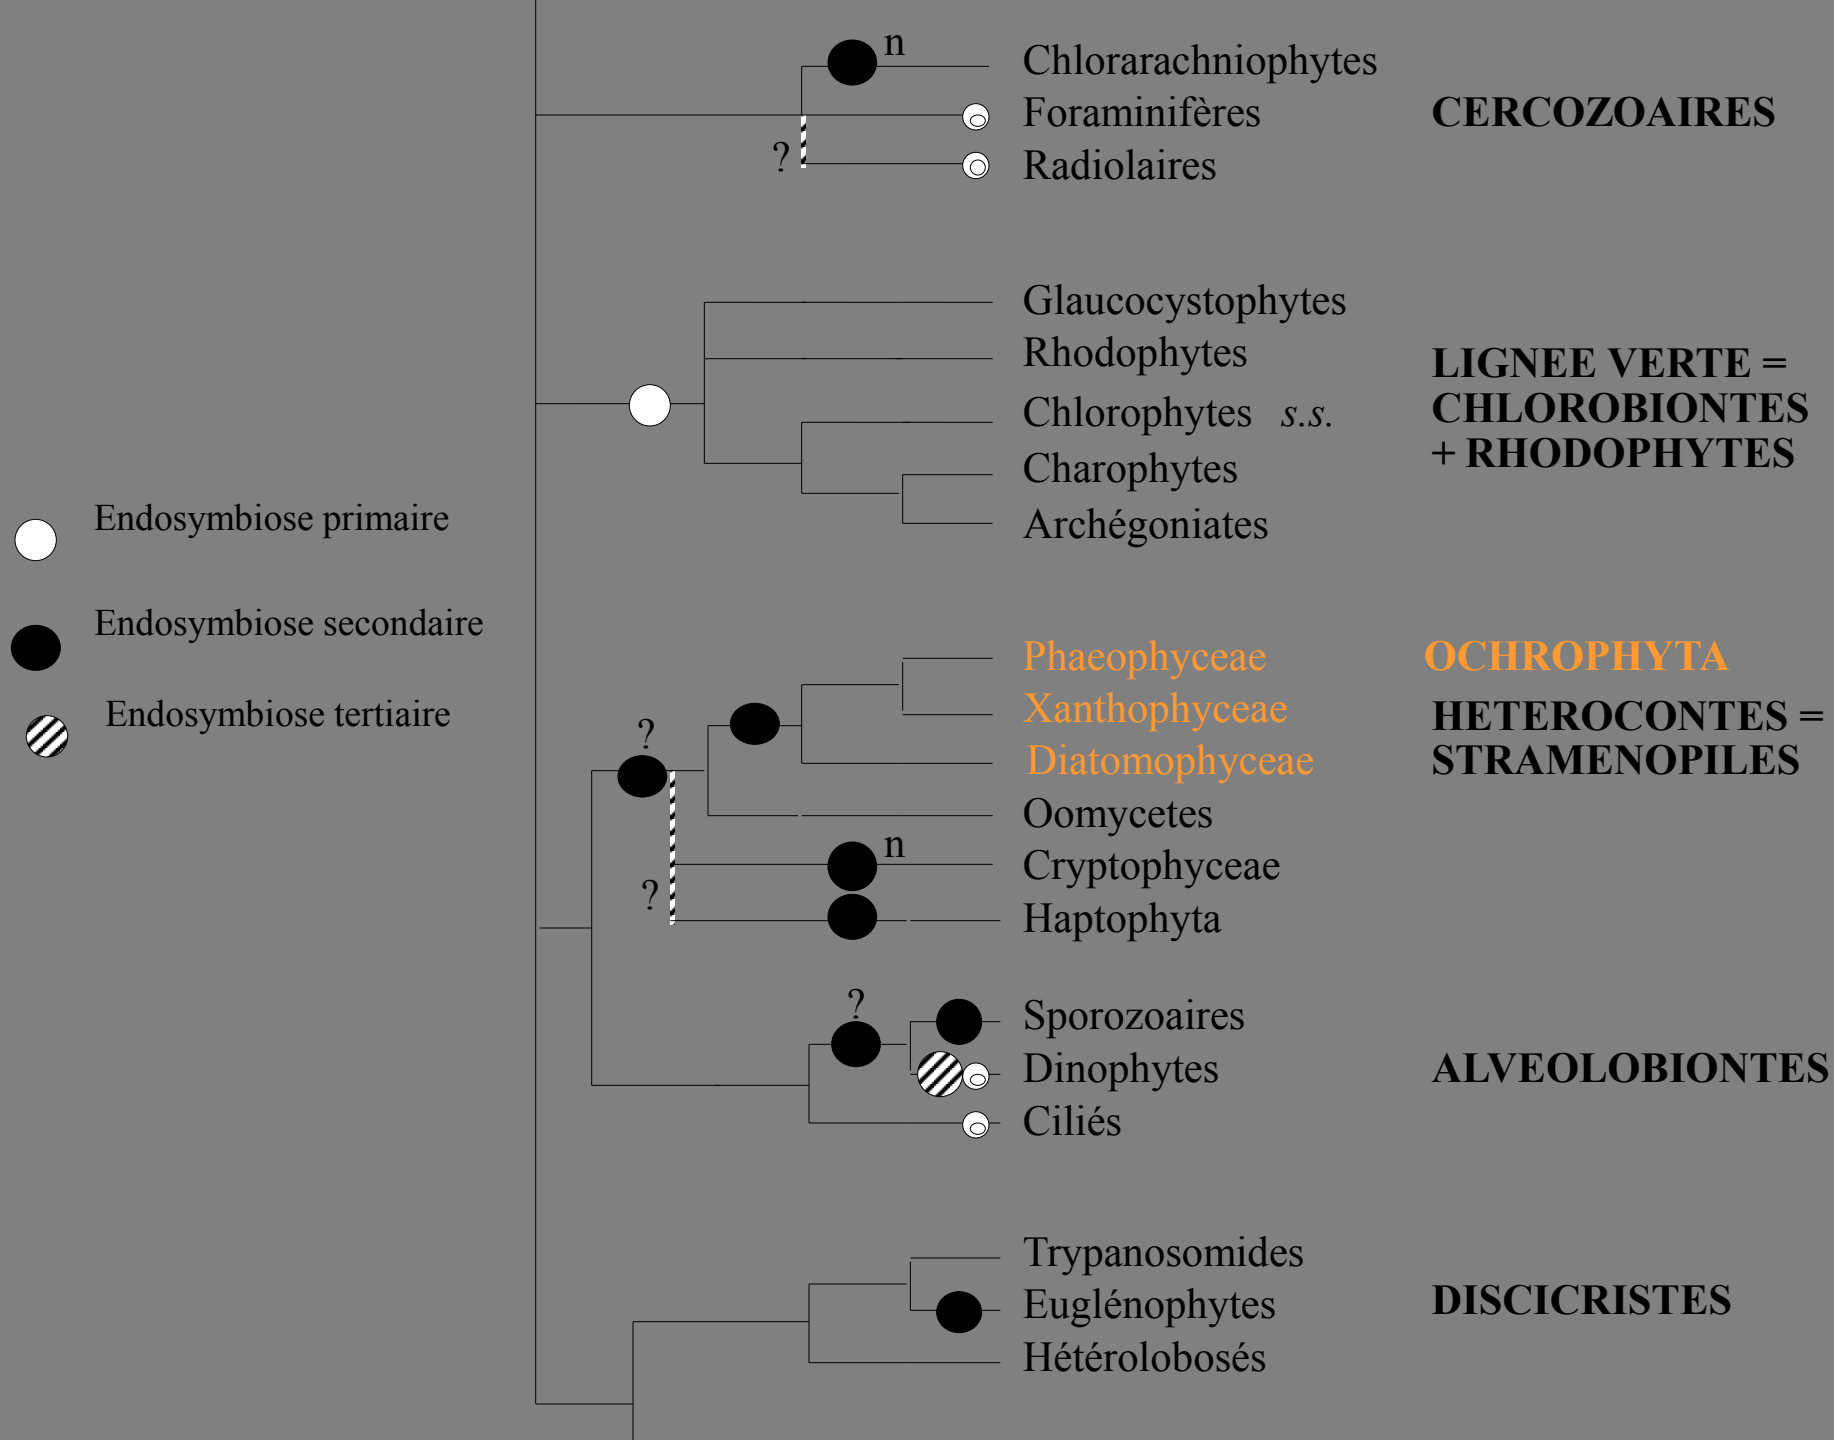 n
Chlorarachniophytes
Foraminifères
CERCOZOAIRES
?
Radiolaires
Glaucocystophytes
Rhodophytes
LIGNEE VERTE =
CHLOROBIONTES
+ RHODOPHYTES
Chlorophytes s.s.
Charophytes
Archégoniates
Endosymbiose primaire
Endosymbiose secondaire
Endosymbiose tertiaire
Phaeophyceae
OCHROPHYTA
Xanthophyceae
HETEROCONTES =
STRAMENOPILES
?
Diatomophyceae
Oomycetes
n
Cryptophyceae
?
Haptophyta
?
Sporozoaires
Dinophytes
ALVEOLOBIONTES
Ciliés
Trypanosomides
Euglénophytes
DISCICRISTES
Hétérolobosés